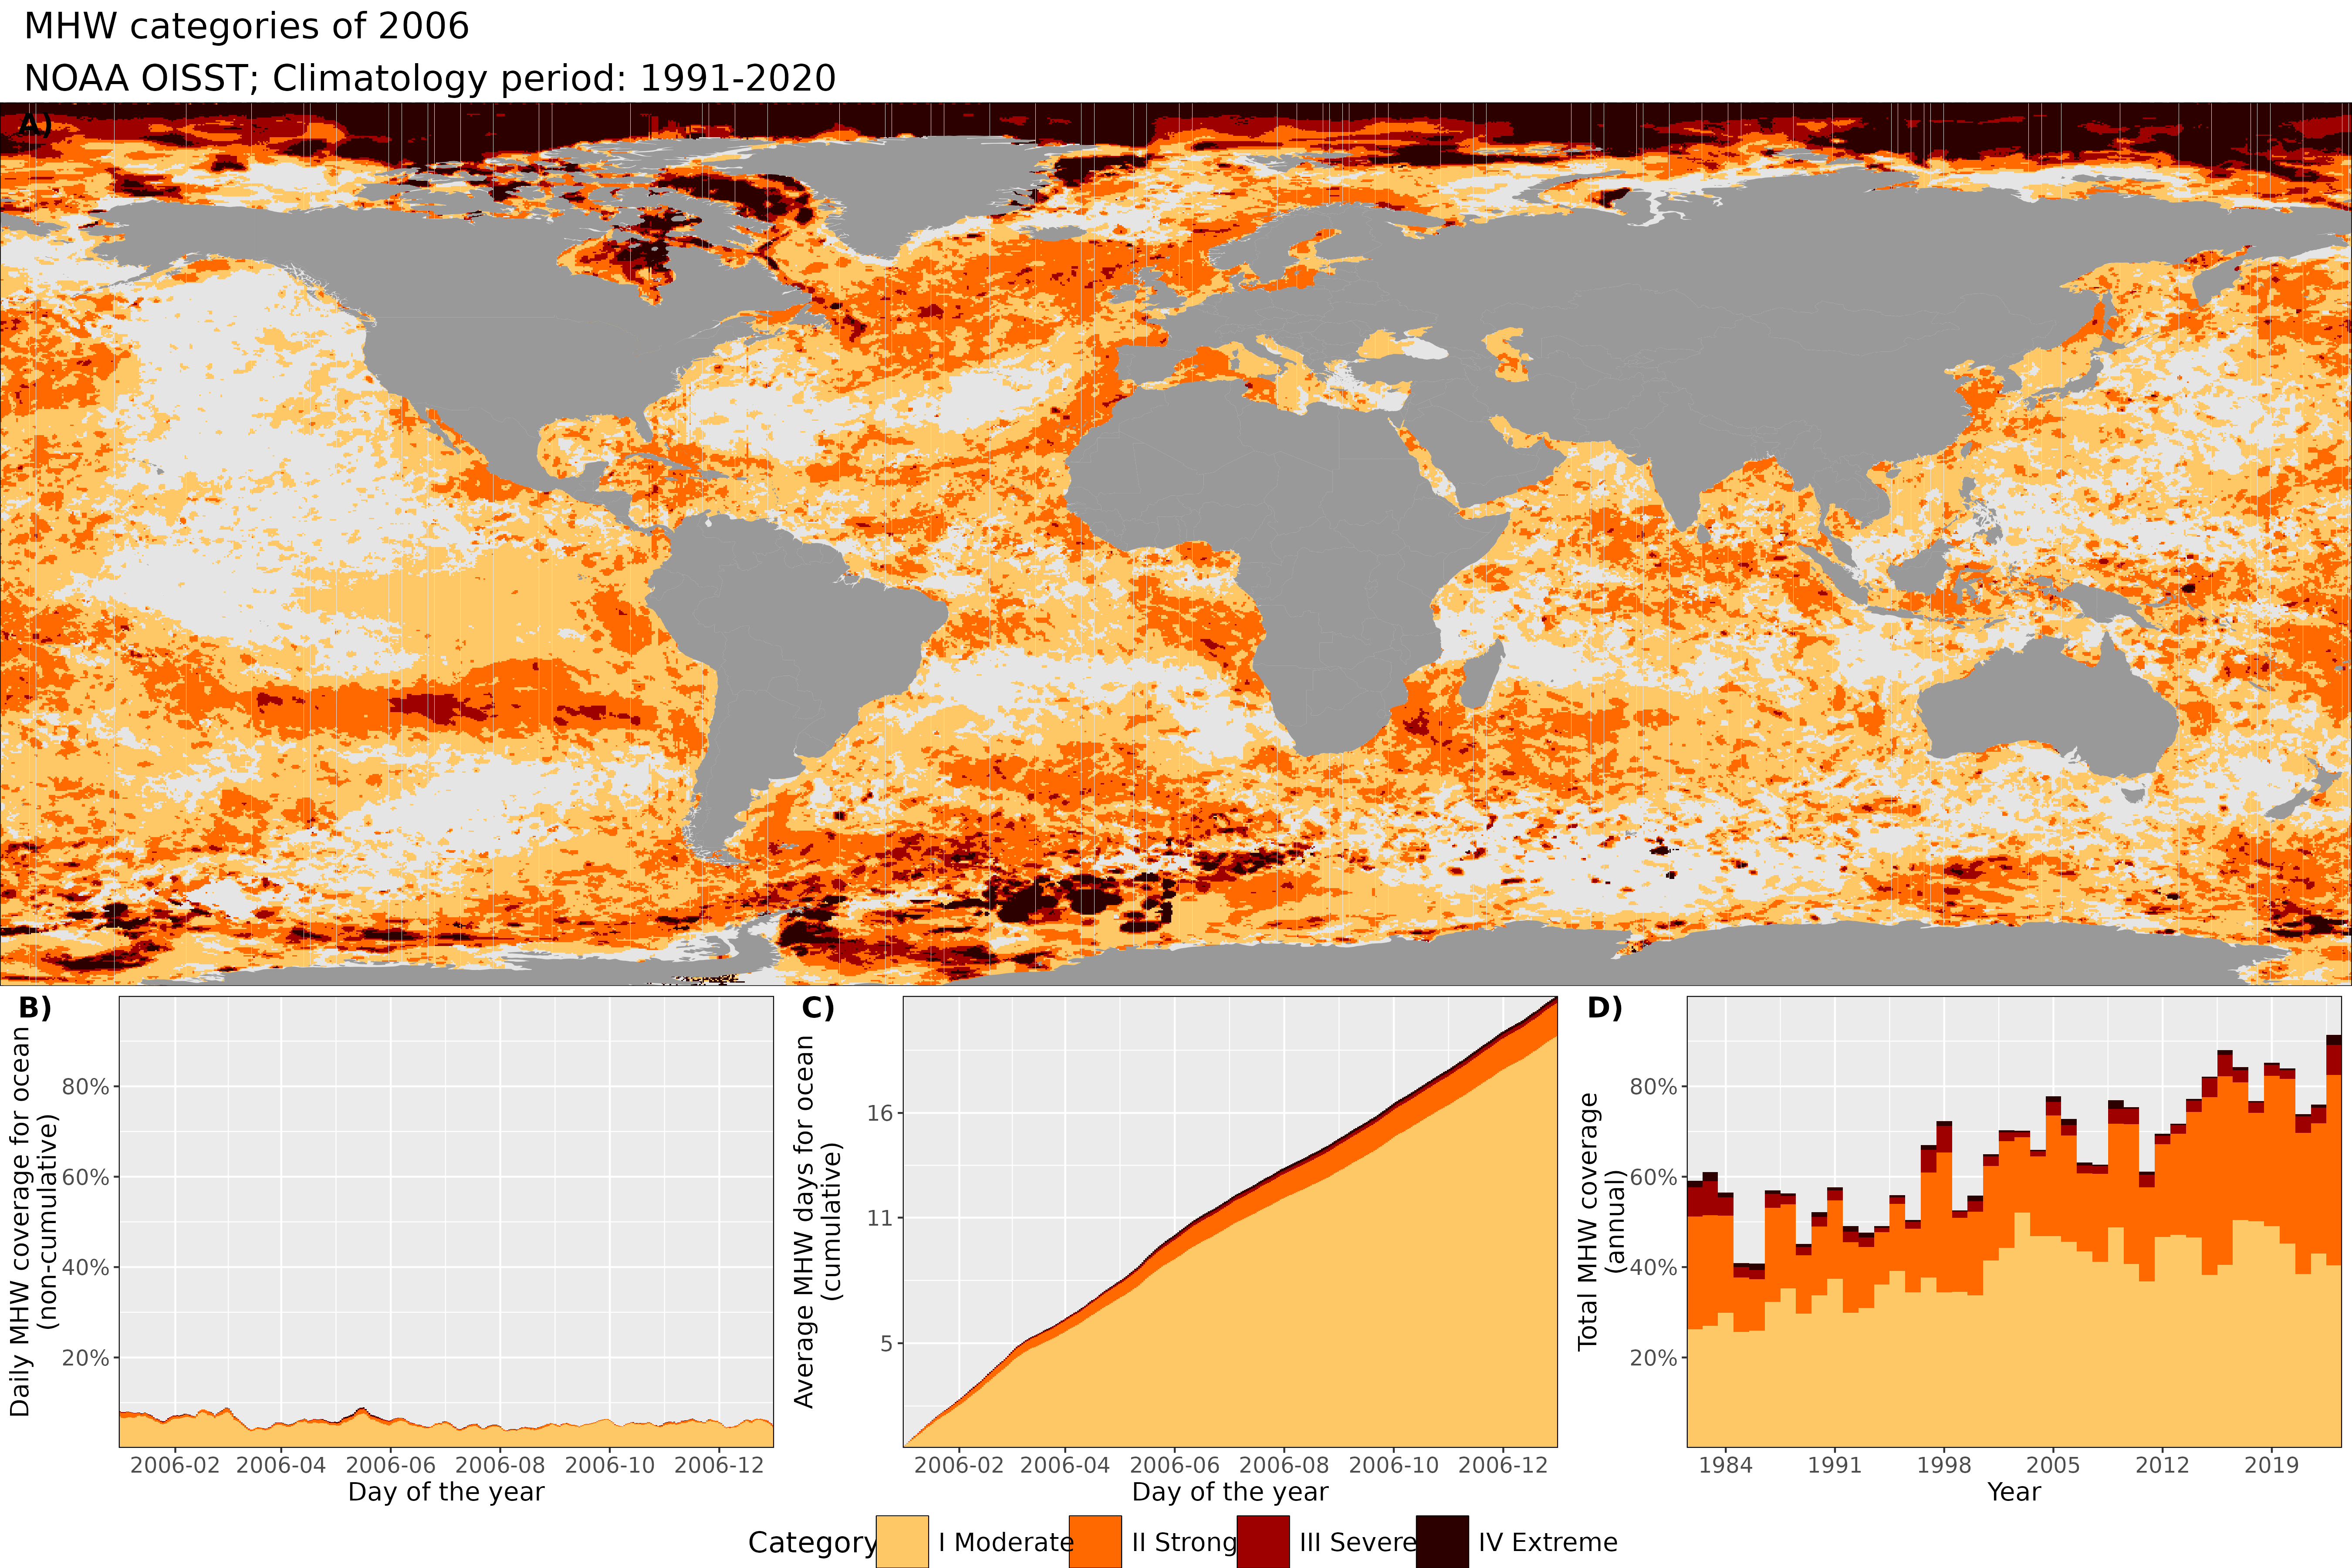 MHW categories of 2006
NOAA OISST; Climatology period: 1991-2020
A)
B)
Daily MHW coverage for ocean
(non-cumulative)
80%
60%
40%
20%
2006-02 2006-04 2006-06 2006-08 2006-10 2006-12
Day of the year
C)
Average MHW days for ocean
(cumulative)
16
11
5
2006-02 2006-04 2006-06 2006-08 2006-10 2006-12
Day of the year
D)
Total MHW coverage
(annual)
80%
60%
40%
20%
1984 1991 1998 2005 2012 2019
Year
Category I Moderate II Strong III Severe IV Extreme